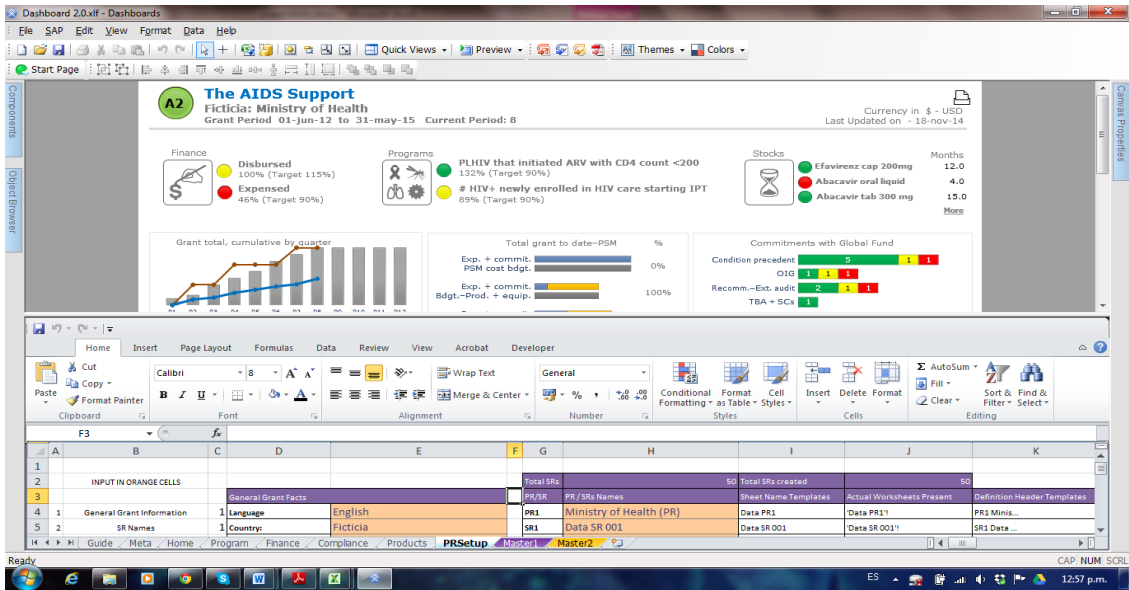 Dashboard 2.0.xlf - Dashboards
File SAP Edit View Format Data Help
Quick Views Preview Themes Colors
Start Page
Components
Object Browser
Canvas Properties
A2
The AIDS Support
Ficticia: Ministry of Health
Grant Period 01-jun-12 to 31-may-15 Current Period: 8
Currency in $ - USD
Last Updated on - 18-nov-14
Finance
Disbursed
100% (Target 115%)
Expensed
46% (Target 90%)
Programs
PLHIV that initiated ARV with CD4 count <200
132% (Target 90%)
# HIV+ newly enrolled in HIV care starting IPT
89% (Target 90%)
Stocks Months
Efavirenz cap 200mg 12.0
Abacavir oral liquid 4.0
Abacavir tab 300 mg 15.0
More
Grant total, cumulative by quarter
Total grant to date-PSM %
Exp. + commit.
PSM cost bdgt. 0%
Exp. + commit.
Bdgt.-Prod. + equip. 100%
Commitments with Global Fund
Condition precedent 5 1 1
OIG 1 1 1
Recomm.-Ext. audit 2 1 1
TBA + SCs 1
Home Insert Page Layout Formulas Data Review View Acrobat Developer
Paste
Cut
Copy
Format Painter
Clipboard
Calibri 8
B I U
Font
Wrap Text
Merge & Center
Alignment
General
Number
Conditional Formatting
Format as Table
Cell Styles
Styles
Insert Delete Format
Cells
AutoSum
Fill
Clear
Sort & Filter
Find & Select
Editing
F3 fx
A B C D E F G H I J K
1
2 INPUT IN ORANGE CELLS Total SRs 50 Total SRs created 50
3 General Grant Facts PR/SR PR/SRs Names Sheet Name Templates Actual Worksheets Present Definition Header Templates
4 1 General Grant Information 1 Language English PR1 Ministry of Health (PR) Data PR1 'Data PR1'! PR1 Minis...
5 2 SR Names 1 Country: Ficticia SR1 Data SR 001 Data SR 001 'Data SR 001'! SR1 Data ...
Guide Meta Home Program Finance Compliance Products PRSetup Master1 Master2
Ready
CAP NUM SCRL
ES 12:57 p.m.